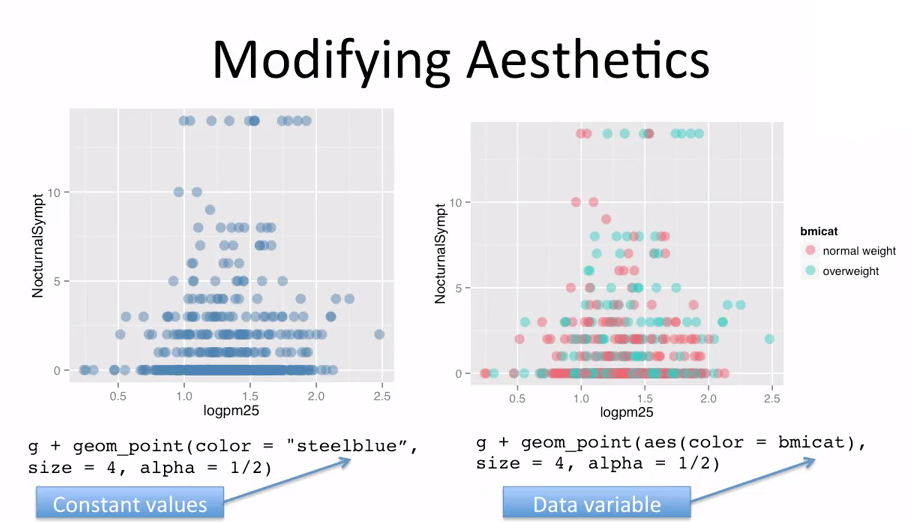 Modifying Aesthetics
NocturnalSympt
10
5
0
0.5 1.0 1.5 2.0 2.5
logpm25
g + geom_point(color = "steelblue”,
size = 4, alpha = 1/2)
Constant values
NocturnalSympt
10
5
0
0.5 1.0 1.5 2.0 2.5
logpm25
bmicat
normal weight
overweight
g + geom_point(aes(color = bmicat),
size = 4, alpha = 1/2)
Data variable